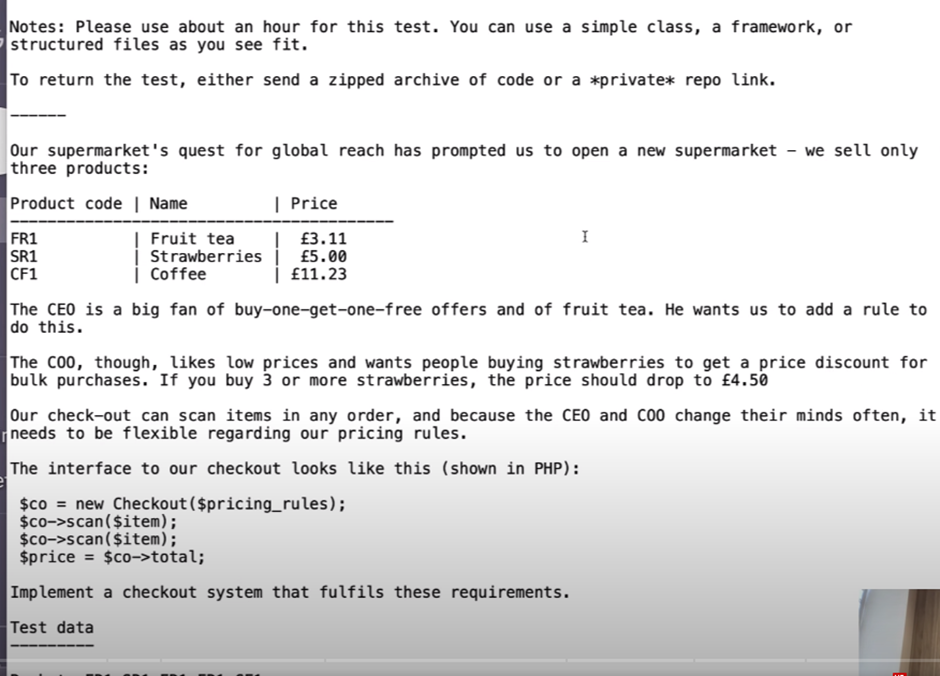 Notes: Please use about an hour for this test. You can use a simple class, a framework, or
structured files as you see fit.
To return the test, either send a zipped archive of code or a *private* repo link.
------
Our supermarket's quest for global reach has prompted us to open a new supermarket – we sell only
three products:
Product code | Name | Price
-----------------------------------------
FR1 | Fruit tea | £3.11
SR1 | Strawberries | £5.00
CF1 | Coffee | £11.23
The CEO is a big fan of buy-one-get-one-free offers and of fruit tea. He wants us to add a rule to
do this.
The COO, though, likes low prices and wants people buying strawberries to get a price discount for
bulk purchases. If you buy 3 or more strawberries, the price should drop to £4.50
Our check-out can scan items in any order, and because the CEO and COO change their minds often, it
needs to be flexible regarding our pricing rules.
The interface to our checkout looks like this (shown in PHP):
$co = new Checkout($pricing_rules);
$co->scan($item);
$co->scan($item);
$price = $co->total;
Implement a checkout system that fulfils these requirements.
Test data
---------